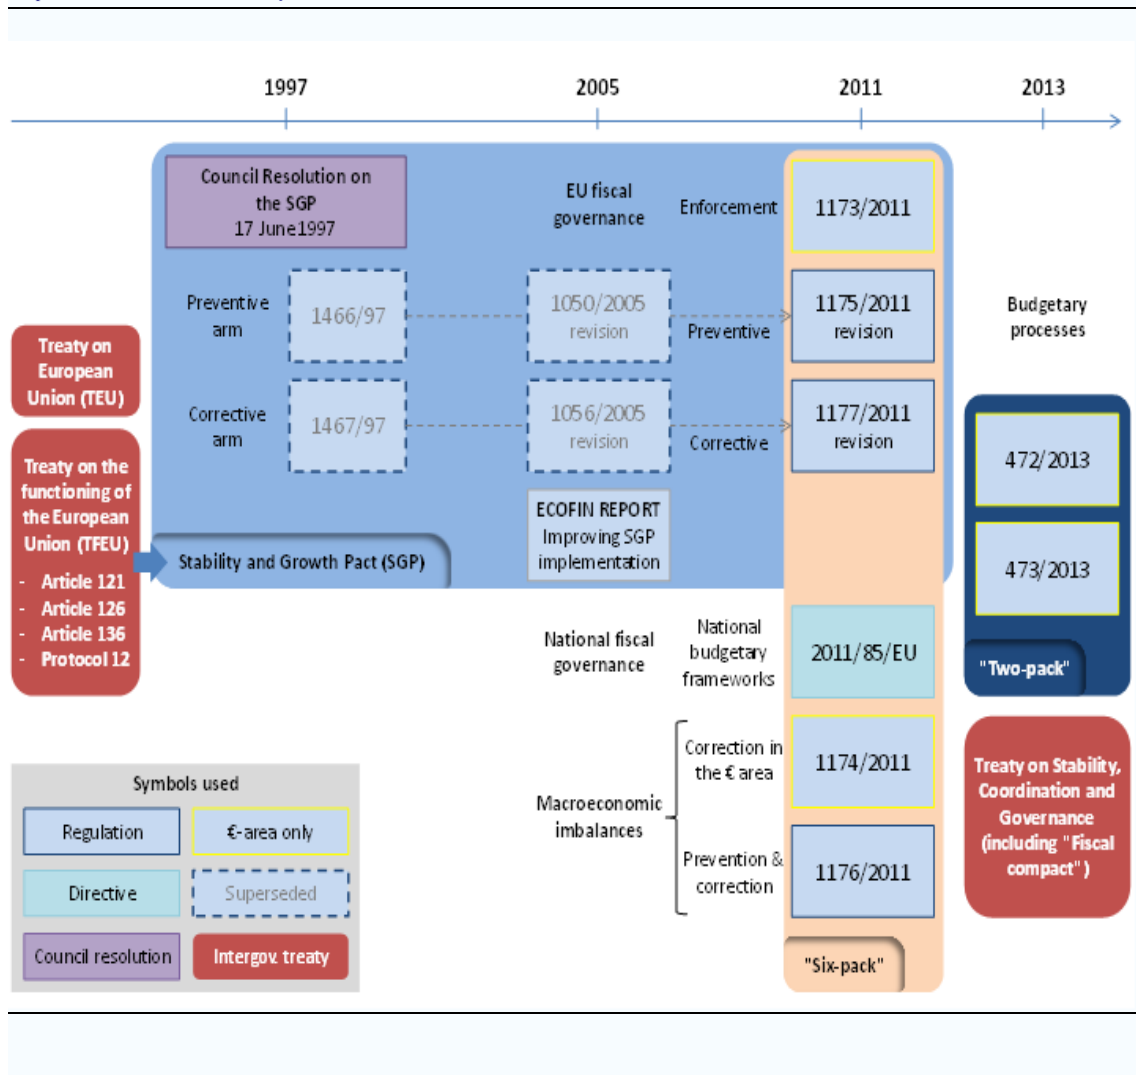 1997
2005
2011
2013
Council Resolution on
the SGP
17 June1997
EU fiscal
governance
Enforcement
1173/2011
Preventive
arm
1466/97
1050/2005
revision
Preventive
1175/2011
revision
Budgetary
processes
Treaty on
European
Union (TEU)
Corrective
arm
1467/97
1056/2005
revision
Corrective
1177/2011
revision
472/2013
Treaty on the
functioning of
the European
Union (TFEU)
- Article 121
- Article 126
- Article 136
- Protocol 12
ECOFIN REPORT
Improving SGP
implementation
Stability and Growth Pact (SGP)
473/2013
"Two-pack"
National fiscal
governance
National
budgetary
frameworks
2011/85/EU
Macroeconomic
imbalances
Correction in
the € area
1174/2011
Prevention &
correction
1176/2011
"Six-pack"
Treaty on Stability,
Coordination and
Governance
(including "Fiscal
compact")
Symbols used
Regulation
€-area only
Directive
Superseded
Council resolution
Intergov. treaty